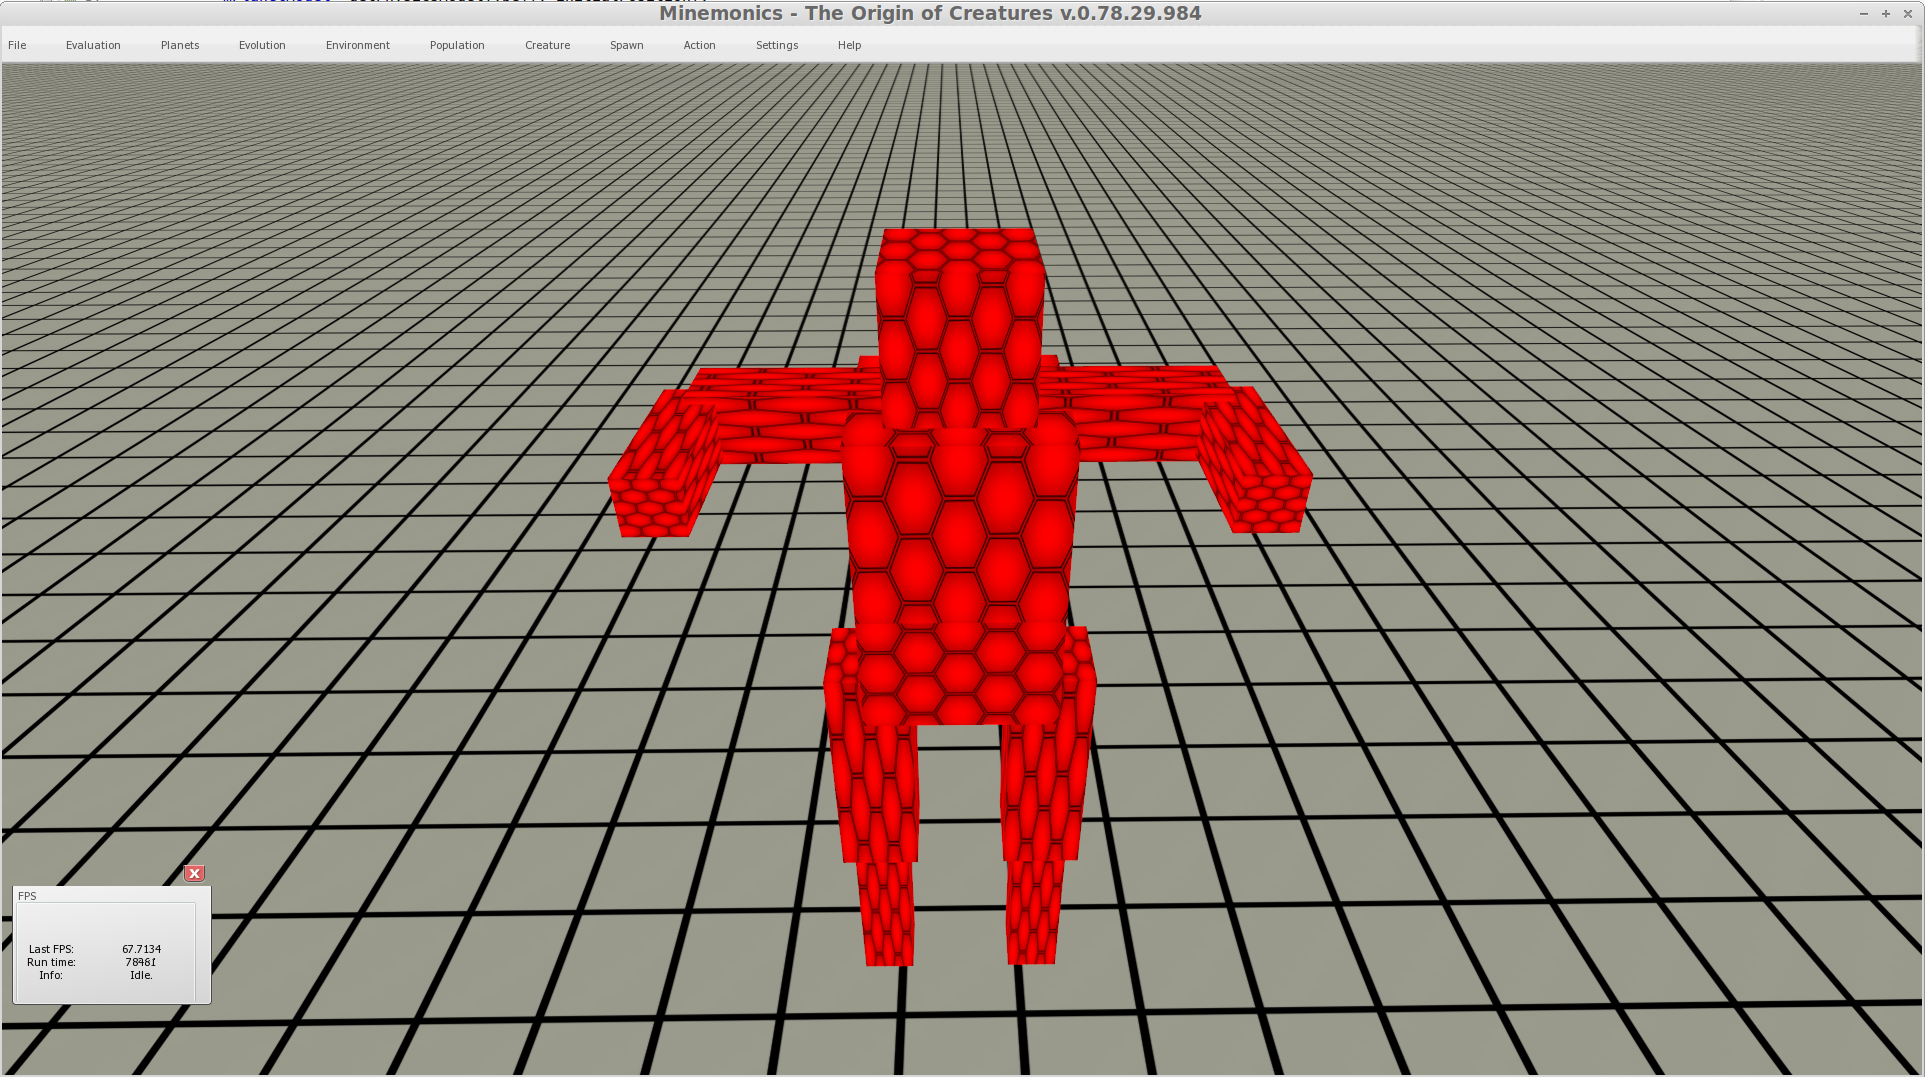 Minemonics - The Origin of Creatures v.0.78.29.984
File Evaluation Planets Evolution Environment Population Creature Spawn Action Settings Help
FPS
Last FPS: 67.7134
Run time:
Info: Idle.